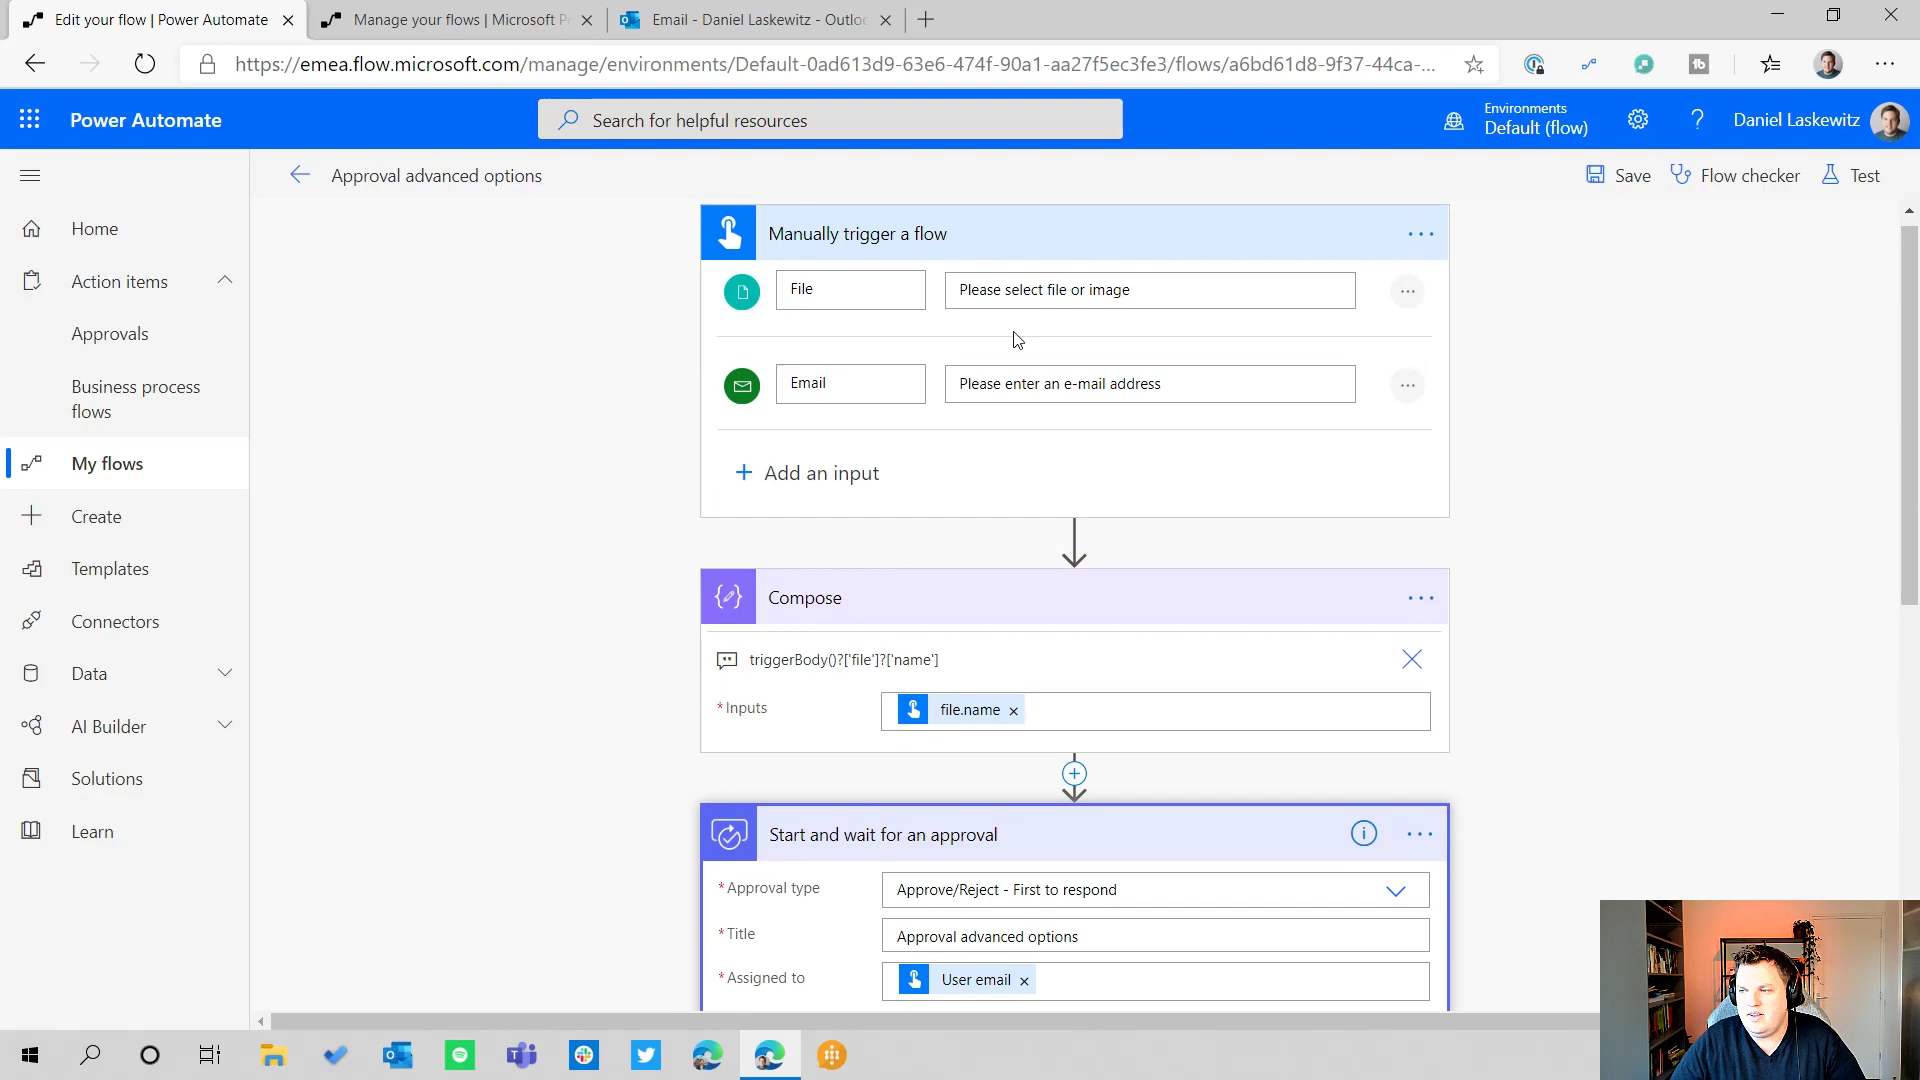 Edit your flow | Power Automate
Manage your flows | Microsoft P
Email - Daniel Laskewitz - Outloo
https://emea.flow.microsoft.com/manage/environments/Default-0ad613d9-63e6-474f-90a1-aa27f5ec3fe3/flows/a6bd61d8-9f37-44ca-...
Power Automate
Search for helpful resources
Environments
Default (flow)
Daniel Laskewitz
Approval advanced options
Save
Flow checker
Test
Home
Action items
Approvals
Business process
flows
My flows
Create
Templates
Connectors
Data
AI Builder
Solutions
Learn
Manually trigger a flow
File
Please select file or image
Email
Please enter an e-mail address
Add an input
Compose
triggerBody()?['file']?['name']
* Inputs
file.name
Start and wait for an approval
* Approval type
Approve/Reject - First to respond
* Title
Approval advanced options
* Assigned to
User email